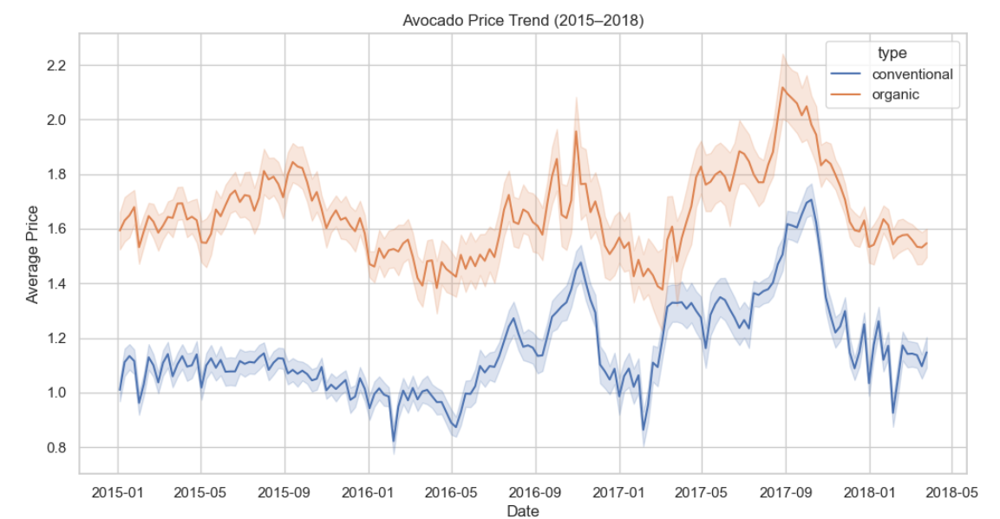 Avocado Price Trend (2015–2018)
type
conventional
organic
Average Price
2.2
2.0
1.8
1.6
1.4
1.2
1.0
0.8
2015-01 2015-05 2015-09 2016-01 2016-05 2016-09 2017-01 2017-05 2017-09 2018-01 2018-05
Date